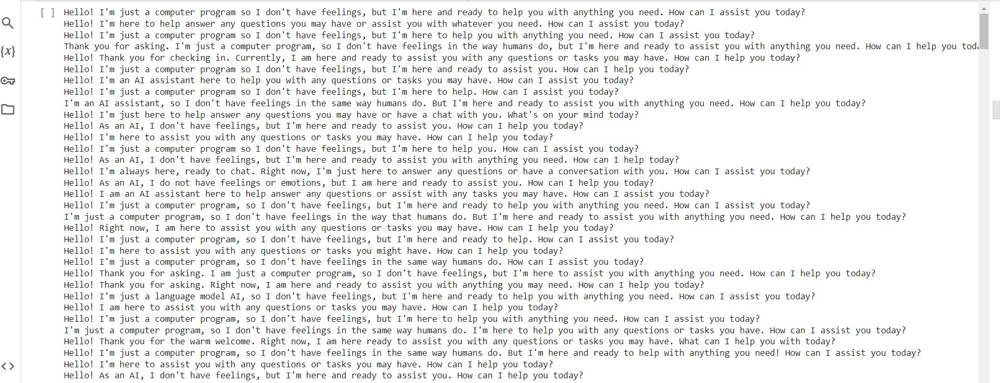 [ ] Hello! I'm just a computer program so I don't have feelings, but I'm here and ready to help you with anything you need. How can I assist you today?
Hello! I'm here to help answer any questions you may have or assist you with whatever you need. How can I assist you today?
Hello! I'm just a computer program so I don't have feelings, but I'm here to help you with anything you need. How can I assist you today?
Thank you for asking. I'm just a computer program, so I don't have feelings in the way humans do, but I'm here and ready to assist you with anything you need. How can I help you toda
Hello! Thank you for checking in. Currently, I am here and ready to assist you with any questions or tasks you may have. How can I help you today?
Hello! I'm just a computer program so I don't have feelings, but I'm here and ready to assist you. How can I help you today?
{x} Hello! I'm an AI assistant here to help you with any questions or tasks you may have. How can I assist you today?
Hello! I'm just a computer program so I don't have feelings, but I'm here to help. How can I assist you today?
I'm an AI assistant, so I don't have feelings in the same way humans do. But I'm here and ready to assist you with anything you need. How can I help you today?
Hello! I'm just here to help answer any questions you may have or have a chat with you. What's on your mind today?
Hello! As an AI, I don't have feelings, but I'm here and ready to assist you. How can I help you today?
Hello! I'm here to assist you with any questions or tasks you may have. How can I help you today?
Hello! I'm just a computer program so I don't have feelings, but I'm here to help you. How can I assist you today?
Hello! As an AI, I don't have feelings, but I'm here and ready to assist you with anything you need. How can I help today?
Hello! I'm always here, ready to chat. Right now, I'm just here to answer any questions or have a conversation with you. How can I assist you today?
Hello! As an AI, I do not have feelings or emotions, but I am here and ready to assist you. How can I help you today?
Hello! I am an AI assistant here to help answer any questions or assist with any tasks you may have. How can I assist you today?
Hello! I'm just a computer program, so I don't have feelings, but I'm here and ready to help you with anything you need. How can I assist you today?
I'm just a computer program, so I don't have feelings in the way that humans do. But I'm here and ready to assist you with anything you need. How can I help you today?
Hello! Right now, I am here to assist you with any questions or tasks you may have. How can I help you today?
Hello! I'm just a computer program, so I don't have feelings, but I'm here and ready to help. How can I assist you today?
Hello! I'm here to assist you with any questions or tasks you might have. How can I help you today?
Hello! I'm just a computer program, so I don't have feelings in the same way humans do. How can I assist you today?
Hello! Thank you for asking. I am just a computer program, so I don't have feelings, but I'm here to assist you with anything you need. How can I help you today?
Hello! Thank you for asking. Right now, I am here and ready to assist you with anything you may need. How can I help you today?
Hello! I'm just a language model AI, so I don't have feelings, but I'm here and ready to help you with anything you need. How can I assist you today?
Hello! I am here to assist you with any questions or tasks you may have. How can I help you today?
Hello! I'm just a computer program, so I don't have feelings, but I'm here to help you with anything you need. How can I assist you today?
I'm just a computer program, so I don't have feelings in the same way humans do. I'm here to help you with any questions or tasks you have. How can I assist you today?
Hello! Thank you for the warm welcome. Right now, I am here ready to assist you with any questions or tasks you may have. What can I help you with today?
Hello! I'm just a computer program, so I don't have feelings in the same way humans do. But I'm here and ready to help with anything you need! How can I assist you today?
Hello! I'm here to assist you with any questions or tasks you may have. How can I help you today?
Hello! As an AI, I don't have feelings, but I'm here and ready to assist you. How can I help you today?